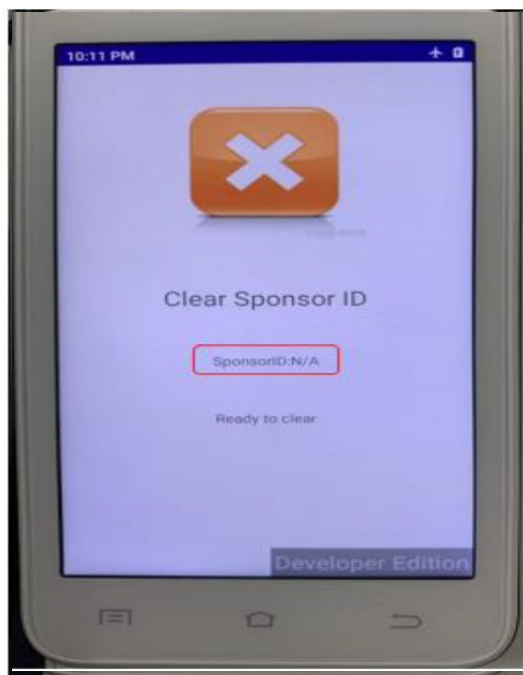 10:11 PM
Clear Sponsor ID
SponsorID:N/A
Ready to clear
Developer Edition